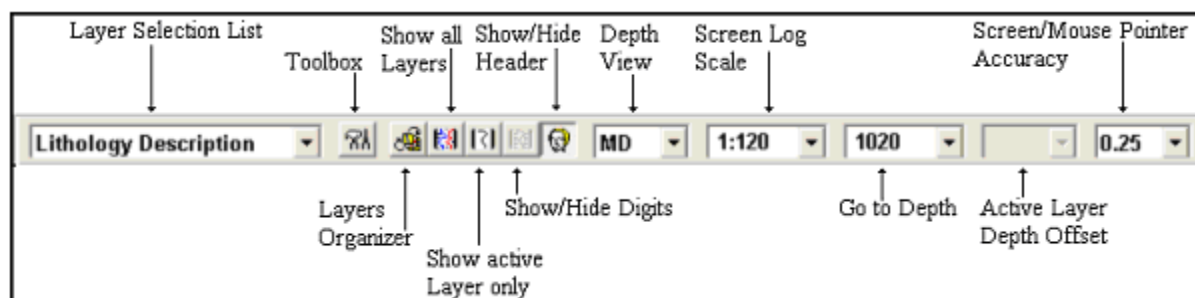 Layer Selection List
Show all
Layers
Show/Hide
Header
Depth
View
Screen Log
Scale
Screen/Mouse Pointer
Accuracy
Toolbox
Lithology Description
MD
1:120
1020
0.25
Layers
Organizer
Show/Hide Digits
Go to Depth
Active Layer
Depth Offset
Show active
Layer only